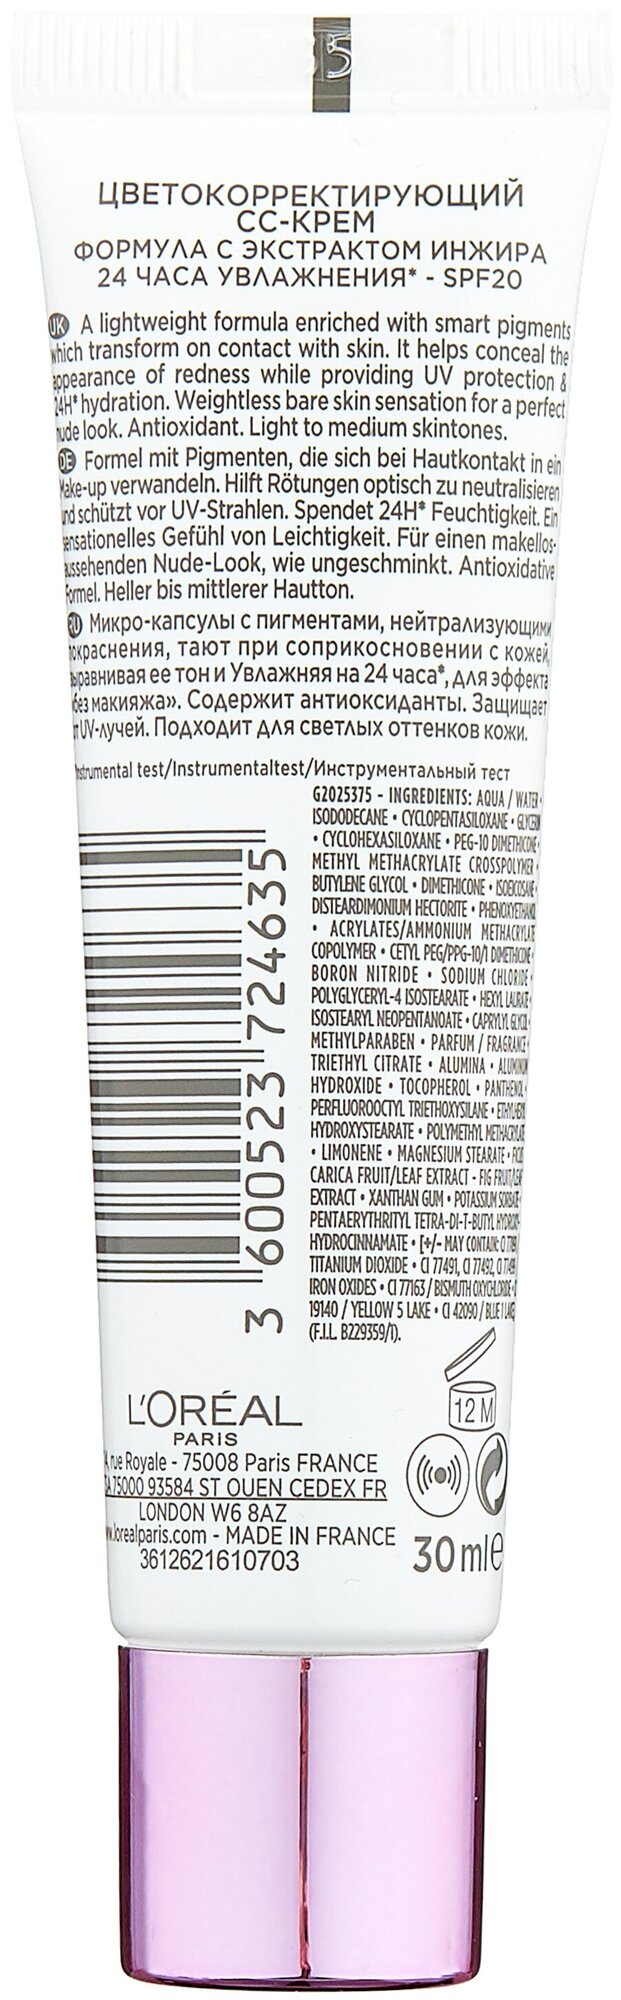 5
ЦВЕТОКОРРЕКТИРУЮЩИЙ
СС-КРЕМ
ФОРМУЛА С ЭКСТРАКТОМ ИНЖИРА
24 ЧАСА УВЛАЖНЕНИЯ* - SPF20
UK A lightweight formula enriched with smart pigments
which transform on contact with skin. It helps conceal the
appearance of redness while providing UV protection &
24H* hydration. Weightless bare skin sensation for a perfect
nude look. Antioxidant. Light to medium skintones.
DE Formel mit Pigmenten, die sich bei Hautkontakt in ein
Make-up verwandeln. Hilft Rötungen optisch zu neutralisieren
und schützt vor UV-Strahlen. Spendet 24H* Feuchtigkeit. Ein
sensationelles Gefühl von Leichtigkeit. Für einen makellos-
aussehenden Nude-Look, wie ungeschminkt. Antioxidative
Formel. Heller bis mittlerer Hautton.
RU Микро-капсулы с пигментами, нейтрализующими
покраснения, тают при соприкосновении с кожей,
выравнивая ее тон и Увлажняя на 24 часа*, для эффекта
«без макияжа». Содержит антиоксиданты. Защищает
от UV-лучей. Подходит для светлых оттенков кожи.
*Instrumental test/Instrumentaltest/Инструментальный тест
G2025375 - INGREDIENTS: AQUA / WATER •
ISODODECANE • CYCLOPENTASILOXANE • GLYCERIN
• CYCLOHEXASILOXANE • PEG-10 DIMETHICONE •
METHYL METHACRYLATE CROSSPOLYMER •
BUTYLENE GLYCOL • DIMETHICONE • ISOEICOSANE •
DISTEARDIMONIUM HECTORITE • PHENOXYETHANOL
• ACRYLATES/AMMONIUM METHACRYLATE
COPOLYMER • CETYL PEG/PPG-10/1 DIMETHICONE •
BORON NITRIDE • SODIUM CHLORIDE •
POLYGLYCERYL-4 ISOSTEARATE • HEXYL LAURATE •
ISOSTEARYL NEOPENTANOATE • CAPRYLYL GLYCOL •
METHYLPARABEN • PARFUM / FRAGRANCE •
TRIETHYL CITRATE • ALUMINA • ALUMINUM
HYDROXIDE • TOCOPHEROL • PANTHENOL •
PERFLUOROOCTYL TRIETHOXYSILANE • ETHYLHEXYL
HYDROXYSTEARATE • POLYMETHYL METHACRYLATE
• LIMONENE • MAGNESIUM STEARATE • FICUS
CARICA FRUIT/LEAF EXTRACT - FIG FRUIT/LEAF
EXTRACT • XANTHAN GUM • POTASSIUM SORBATE •
PENTAERYTHRITYL TETRA-DI-T-BUTYL HYDROXY-
HYDROCINNAMATE • [+/- MAY CONTAIN: CI 77891
TITANIUM DIOXIDE • CI 77491, CI 77492, CI 77499
IRON OXIDES • CI 77163 / BISMUTH OXYCHLORIDE • CI
19140 / YELLOW 5 LAKE • CI 42090 / BLUE 1 LAKE].
(F.I.L. B229359/1).
3 600523 724635
L'ORÉAL
PARIS
12 M
rue Royale - 75008 Paris FRANCE
75000 93584 ST OUEN CEDEX FR
LONDON W6 8AZ
.lorealparis.com - MADE IN FRANCE
3612621610703
30 ml e